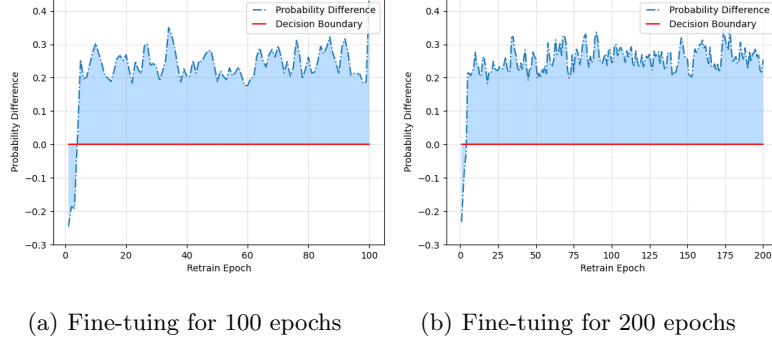 0.4
0.3
0.2
0.1
0.0
−0.1
−0.2
−0.3
Probability Difference
Probability Difference
Decision Boundary
0 20 40 60 80 100
Retrain Epoch
0.4
0.3
0.2
0.1
0.0
−0.1
−0.2
−0.3
Probability Difference
Probability Difference
Decision Boundary
0 25 50 75 100 125 150 175 200
Retrain Epoch
(a) Fine-tuing for 100 epochs
(b) Fine-tuing for 200 epochs